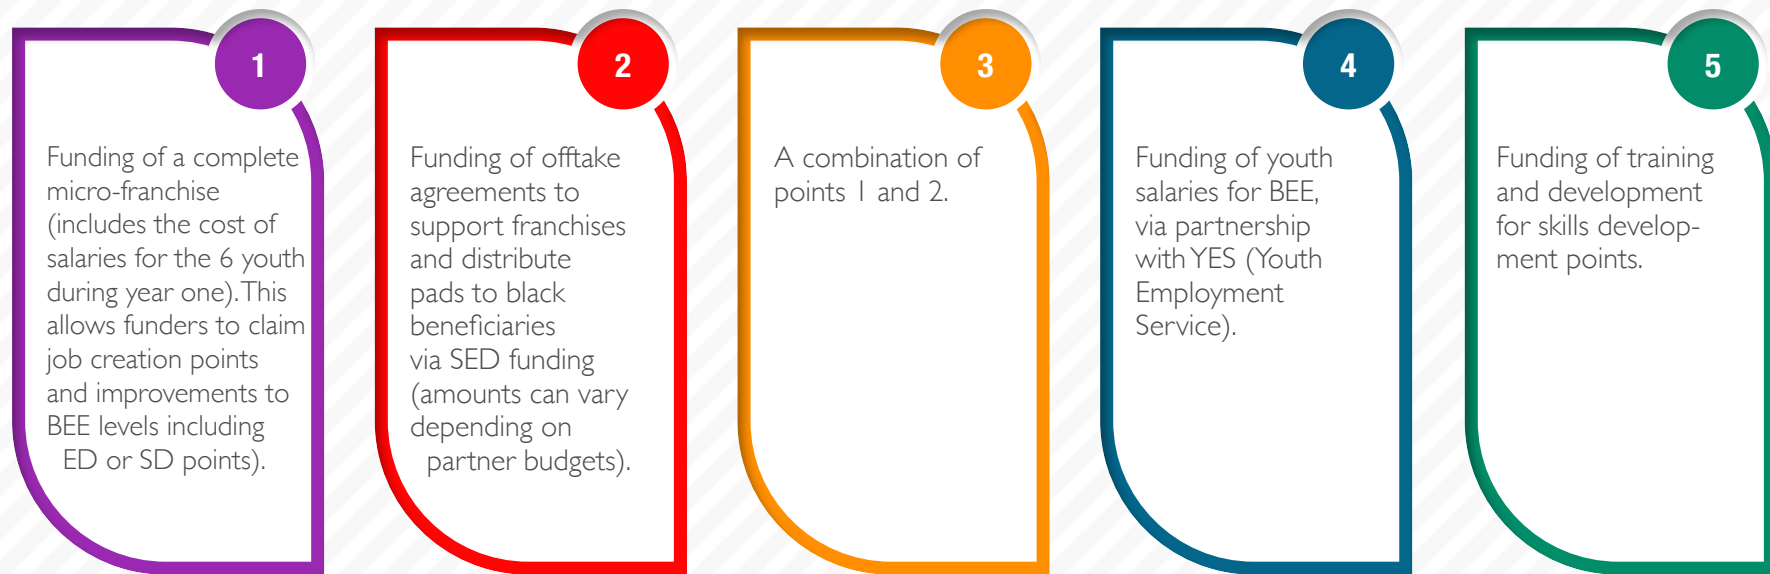 1
Funding of a complete
micro-franchise
(includes the cost of
salaries for the 6 youth
during year one). This
allows funders to claim
job creation points
and improvements to
BEE levels including
ED or SD points).
2
Funding of offtake
agreements to
support franchises
and distribute
pads to black
beneficiaries
via SED funding
(amounts can vary
depending on
partner budgets).
3
A combination of
points 1 and 2.
4
Funding of youth
salaries for BEE,
via partnership
with YES (Youth
Employment
Service).
5
Funding of training
and development
for skills develop-
ment points.